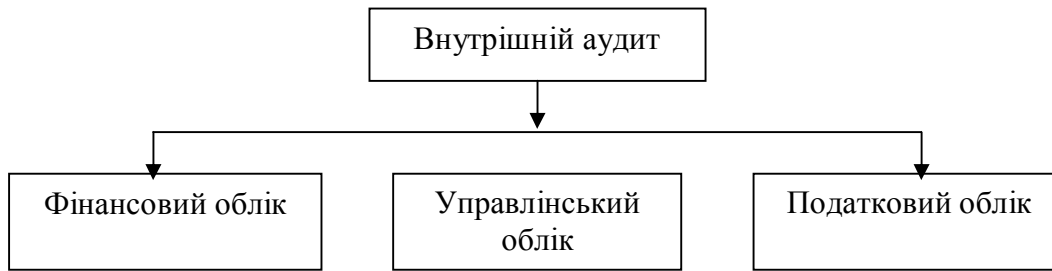 Внутрішній аудит
Фінансовий облік
Управлінський
облік
Податковий облік